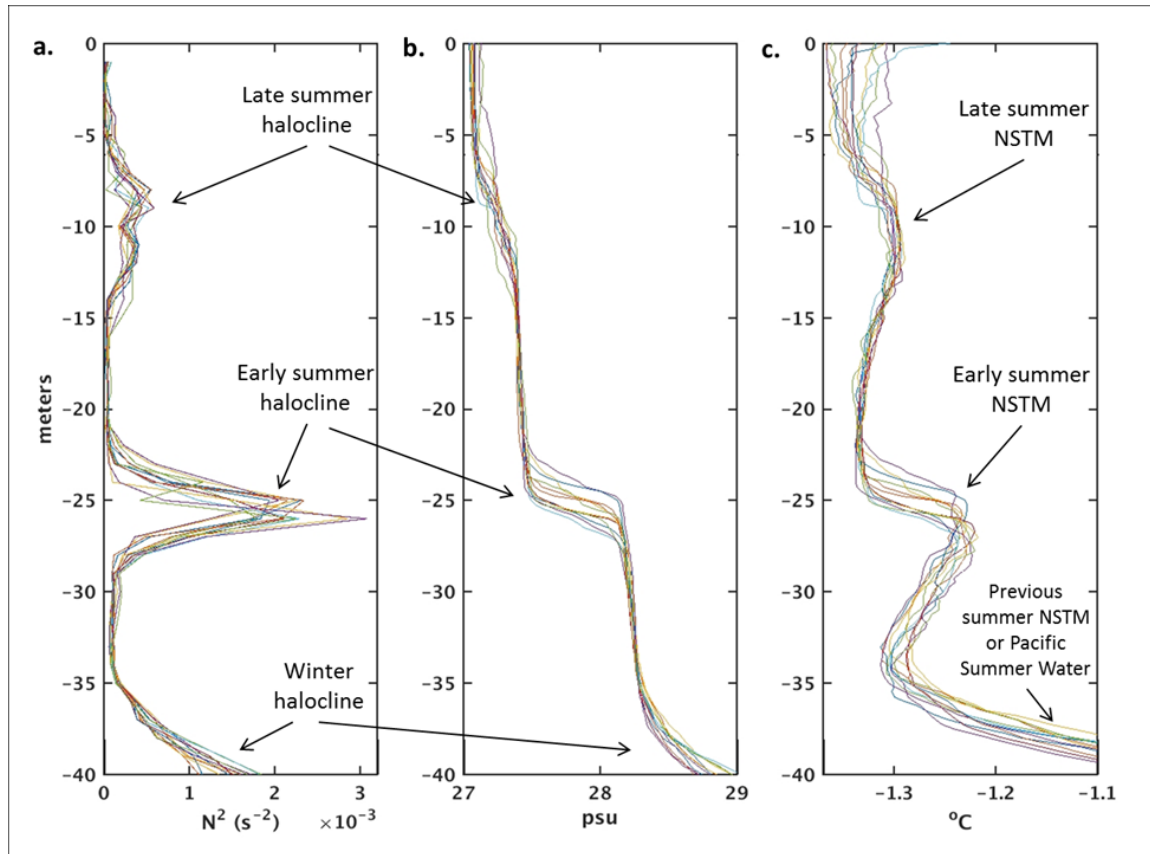 a.
b.
c.
0
-5
-10
-15
-20
-25
-30
-35
-40
meters
0
1
2
3
N² (s⁻²)
×10⁻³
Late summer
halocline
Early summer
halocline
Winter
halocline
0
-5
-10
-15
-20
-25
-30
-35
-40
27
28
29
psu
0
-5
-10
-15
-20
-25
-30
-35
-40
-1.3
-1.2
-1.1
°C
Late summer
NSTM
Early summer
NSTM
Previous
summer NSTM
or Pacific
Summer Water